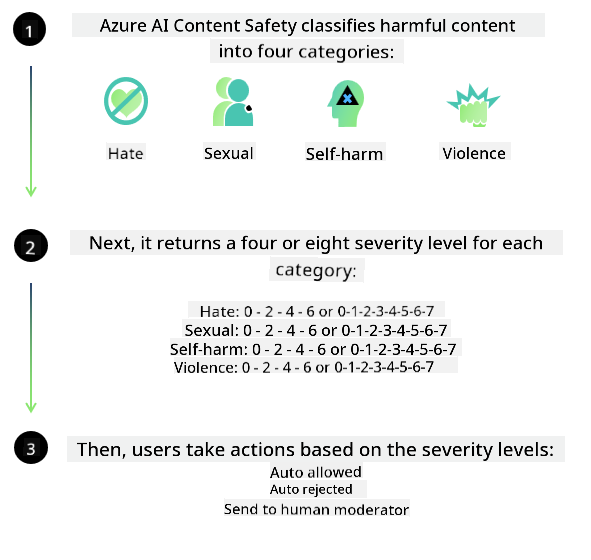 1
Azure AI Content Safety classifies harmful content
into four categories:
Hate
Sexual
Self-harm
Violence
2
Next, it returns a four or eight severity level for each
category:
Hate: 0 - 2 - 4 - 6 or 0-1-2-3-4-5-6-7
Sexual: 0 - 2 - 4 - 6 or 0-1-2-3-4-5-6-7
Self-harm: 0 - 2 - 4 - 6 or 0-1-2-3-4-5-6-7
Violence: 0 - 2 - 4 - 6 or 0-1-2-3-4-5-6-7
3
Then, users take actions based on the severity levels:
Auto allowed
Auto rejected
Send to human moderator